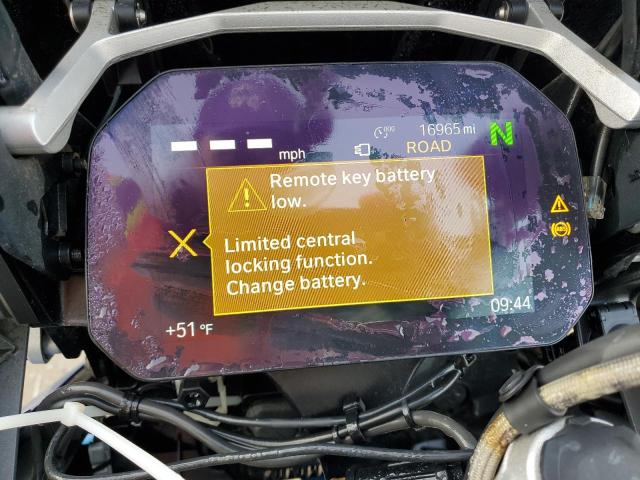 16965 mi
N
--- mph
ROAD
Remote key battery
low.
Limited central
locking function.
Change battery.
+51 °F
09:44